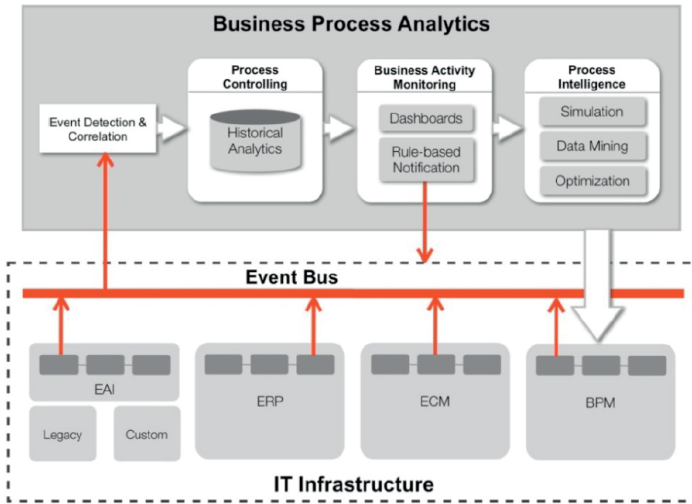 Business Process Analytics
Event Detection &
Correlation
Process
Controlling
Historical
Analytics
Business Activity
Monitoring
Dashboards
Rule-based
Notification
Process
Intelligence
Simulation
Data Mining
Optimization
Event Bus
EAI
Legacy
Custom
ERP
ECM
BPM
IT Infrastructure